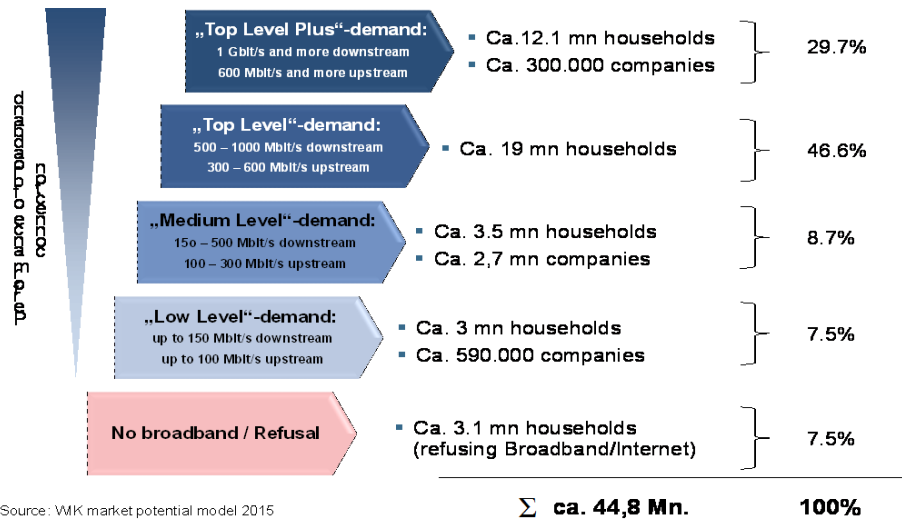 „Top Level Plus“-demand:
1 Gbit/s and more downstream
600 Mbit/s and more upstream
▪ Ca.12.1 mn households
▪ Ca. 300.000 companies
29.7%
„Top Level“-demand:
500 – 1000 Mbit/s downstream
300 – 600 Mbit/s upstream
▪ Ca. 19 mn households
46.6%
„Medium Level“-demand:
15o – 500 Mbit/s downstream
100 – 300 Mbit/s upstream
▪ Ca. 3.5 mn households
▪ Ca. 2,7 mn companies
8.7%
„Low Level“-demand:
up to 150 Mbit/s downstream
up to 100 Mbit/s upstream
▪ Ca. 3 mn households
▪ Ca. 590.000 companies
7.5%
No broadband / Refusal
▪ Ca. 3.1 mn households
(refusing Broadband/Internet)
7.5%
Σ ca. 44,8 Mn.
100%
Source: WIK market potential model 2015